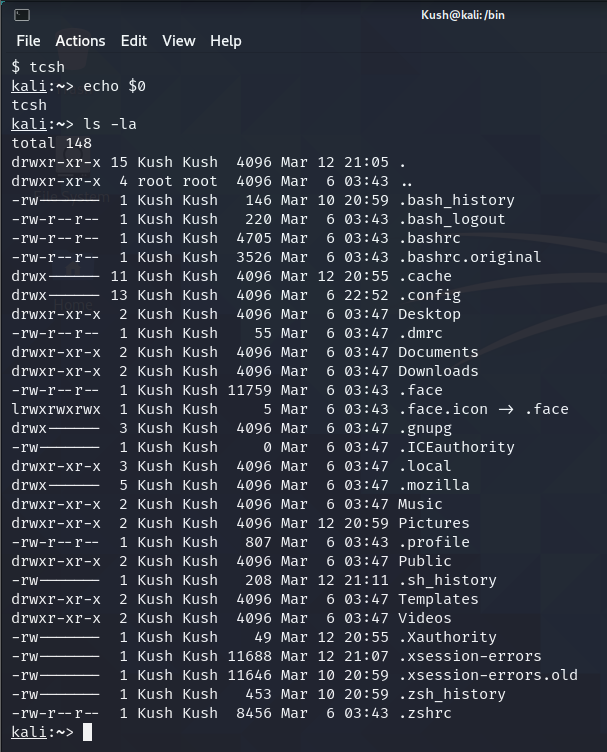 Kush@kali:/bin
File Actions Edit View Help
$ tcsh
kali:~> echo $0
tcsh
kali:~> ls -la
total 148
drwxr-xr-x 15 Kush Kush  4096 Mar 12 21:05 .
drwxr-xr-x  4 root root  4096 Mar  6 03:43 ..
-rw-------  1 Kush Kush   146 Mar 10 20:59 .bash_history
-rw-r--r--  1 Kush Kush   220 Mar  6 03:43 .bash_logout
-rw-r--r--  1 Kush Kush  4705 Mar  6 03:43 .bashrc
-rw-r--r--  1 Kush Kush  3526 Mar  6 03:43 .bashrc.original
drwx------ 11 Kush Kush  4096 Mar 12 20:55 .cache
drwx------ 13 Kush Kush  4096 Mar  6 22:52 .config
drwxr-xr-x  2 Kush Kush  4096 Mar  6 03:47 Desktop
-rw-r--r--  1 Kush Kush    55 Mar  6 03:47 .dmrc
drwxr-xr-x  2 Kush Kush  4096 Mar  6 03:47 Documents
drwxr-xr-x  2 Kush Kush  4096 Mar  6 03:47 Downloads
-rw-r--r--  1 Kush Kush 11759 Mar  6 03:43 .face
lrwxrwxrwx  1 Kush Kush     5 Mar  6 03:43 .face.icon -> .face
drwx------  3 Kush Kush  4096 Mar  6 03:47 .gnupg
-rw-------  1 Kush Kush     0 Mar  6 03:47 .ICEauthority
drwxr-xr-x  3 Kush Kush  4096 Mar  6 03:47 .local
drwx------  5 Kush Kush  4096 Mar  6 03:47 .mozilla
drwxr-xr-x  2 Kush Kush  4096 Mar  6 03:47 Music
drwxr-xr-x  2 Kush Kush  4096 Mar 12 20:59 Pictures
-rw-r--r--  1 Kush Kush   807 Mar  6 03:43 .profile
drwxr-xr-x  2 Kush Kush  4096 Mar  6 03:47 Public
-rw-------  1 Kush Kush   208 Mar 12 21:11 .sh_history
drwxr-xr-x  2 Kush Kush  4096 Mar  6 03:47 Templates
drwxr-xr-x  2 Kush Kush  4096 Mar  6 03:47 Videos
-rw-------  1 Kush Kush    49 Mar 12 20:55 .Xauthority
-rw-------  1 Kush Kush 11688 Mar 12 21:07 .xsession-errors
-rw-------  1 Kush Kush 11646 Mar 10 20:59 .xsession-errors.old
-rw-------  1 Kush Kush   453 Mar 10 20:59 .zsh_history
-rw-r--r--  1 Kush Kush  8456 Mar  6 03:43 .zshrc
kali:~>